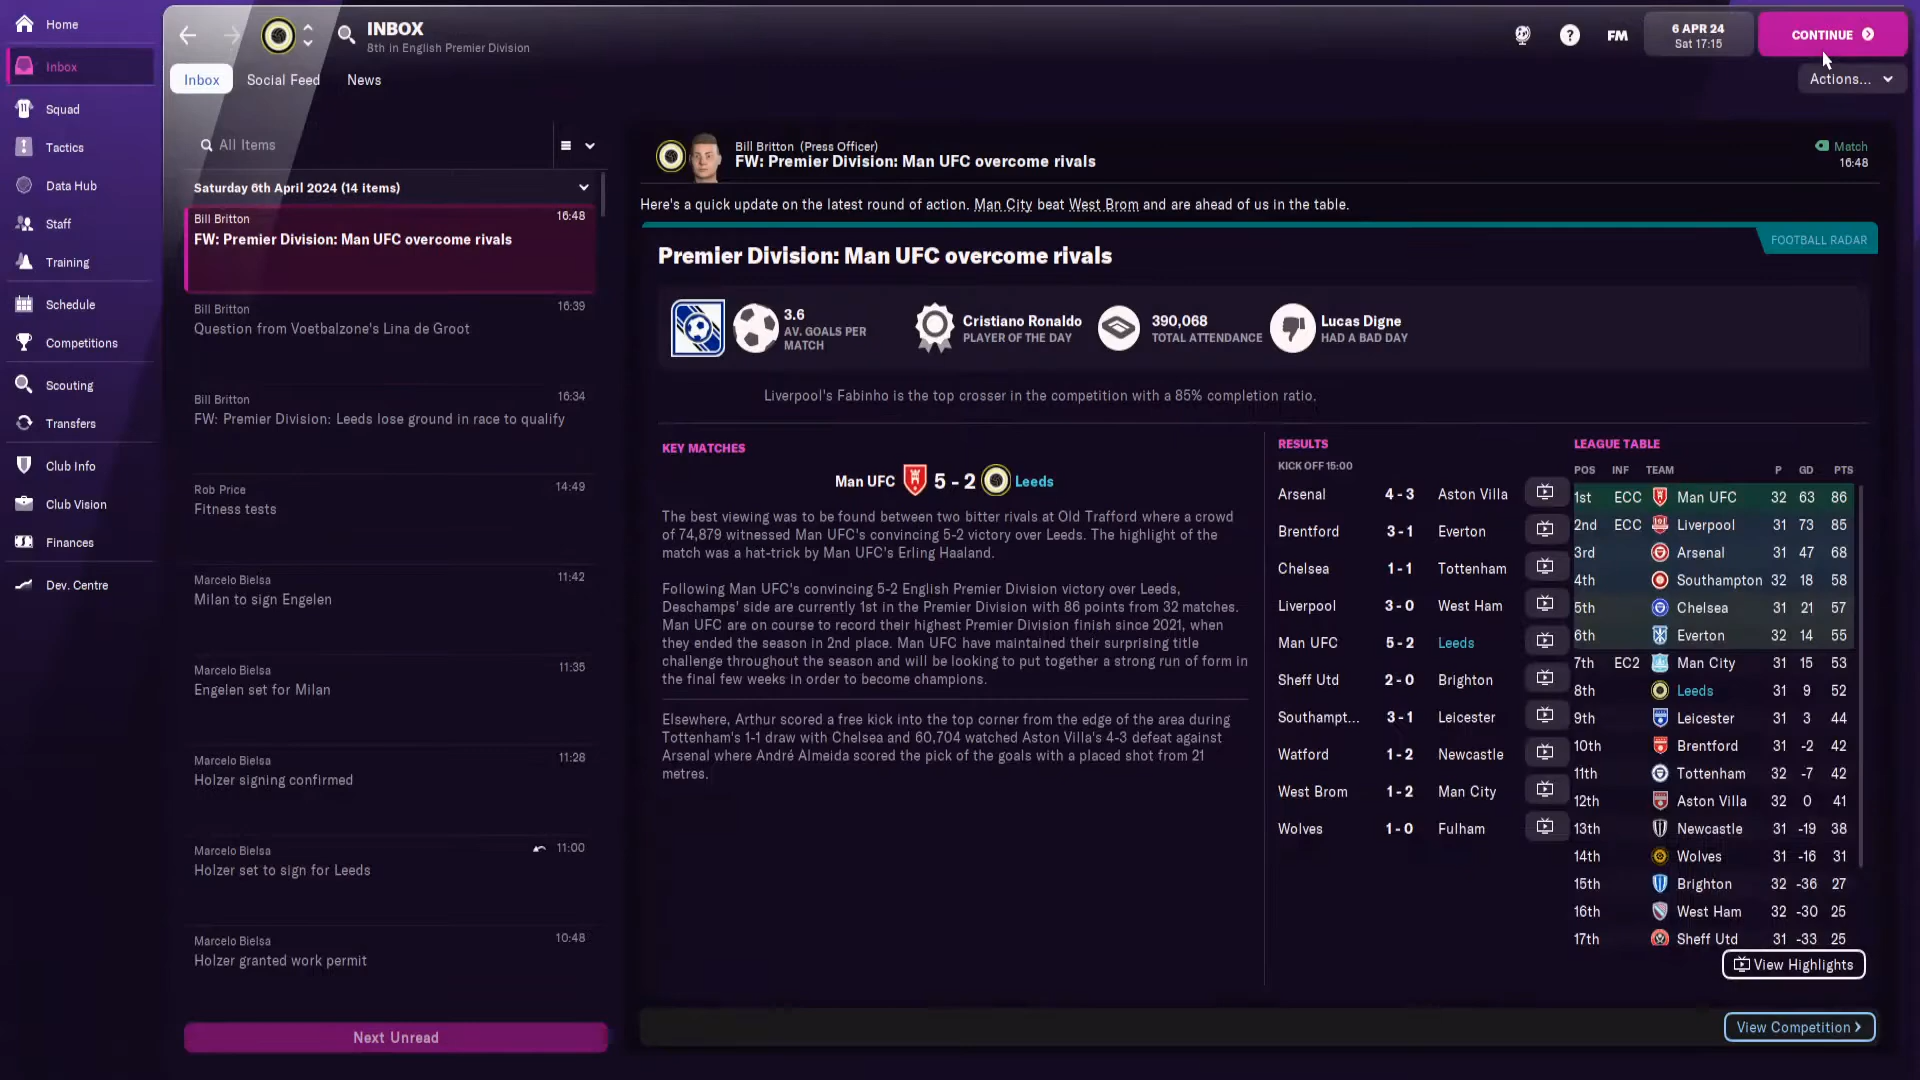 Home
Inbox
Squad
Tactics
Data Hub
Staff
Training
Schedule
Competitions
Scouting
Transfers
Club Info
Club Vision
Finances
Dev. Centre
INBOX
8th in English Premier Division
?
FM
6 APR 24
Sat 17:15
CONTINUE
Actions...
Inbox
Social Feed
News
All Items
Saturday 6th April 2024 (14 items)
Bill Britton 16:48
FW: Premier Division: Man UFC overcome rivals
Bill Britton 16:39
Question from Voetbalzone's Lina de Groot
Bill Britton 16:34
FW: Premier Division: Leeds lose ground in race to qualify
Rob Price 14:49
Fitness tests
Marcelo Bielsa 11:42
Milan to sign Engelen
Marcelo Bielsa 11:35
Engelen set for Milan
Marcelo Bielsa 11:28
Holzer signing confirmed
Marcelo Bielsa 11:00
Holzer set to sign for Leeds
Marcelo Bielsa 10:48
Holzer granted work permit
Next Unread
Bill Britton (Press Officer)
FW: Premier Division: Man UFC overcome rivals
Match
16:48
Here's a quick update on the latest round of action. Man City beat West Brom and are ahead of us in the table.
FOOTBALL RADAR
Premier Division: Man UFC overcome rivals
3.6
AV. GOALS PER
MATCH
Cristiano Ronaldo
PLAYER OF THE DAY
390,068
TOTAL ATTENDANCE
Lucas Digne
HAD A BAD DAY
Liverpool's Fabinho is the top crosser in the competition with a 85% completion ratio.
KEY MATCHES
Man UFC 5 - 2 Leeds
The best viewing was to be found between two bitter rivals at Old Trafford where a crowd
of 74,879 witnessed Man UFC's convincing 5-2 victory over Leeds. The highlight of the
match was a hat-trick by Man UFC's Erling Haaland.
Following Man UFC's convincing 5-2 English Premier Division victory over Leeds,
Deschamps' side are currently 1st in the Premier Division with 86 points from 32 matches.
Man UFC are on course to record their highest Premier Division finish since 2021, when
they ended the season in 2nd place. Man UFC have maintained their surprising title
challenge throughout the season and will be looking to put together a strong run of form in
the final few weeks in order to become champions.
Elsewhere, Arthur scored a free kick into the top corner from the edge of the area during
Tottenham's 1-1 draw with Chelsea and 60,704 watched Aston Villa's 4-3 defeat against
Arsenal where André Almeida scored the pick of the goals with a placed shot from 21
metres.
RESULTS
KICK OFF 15:00
Arsenal 4 - 3 Aston Villa
Brentford 3 - 1 Everton
Chelsea 1 - 1 Tottenham
Liverpool 3 - 0 West Ham
Man UFC 5 - 2 Leeds
Sheff Utd 2 - 0 Brighton
Southampt... 3 - 1 Leicester
Watford 1 - 2 Newcastle
West Brom 1 - 2 Man City
Wolves 1 - 0 Fulham
LEAGUE TABLE
POS INF TEAM P GD PTS
1st ECC Man UFC 32 63 86
2nd ECC Liverpool 31 73 85
3rd Arsenal 31 47 68
4th Southampton 32 18 58
5th Chelsea 31 21 57
6th Everton 32 14 55
7th EC2 Man City 31 15 53
8th Leeds 31 9 52
9th Leicester 31 3 44
10th Brentford 31 -2 42
11th Tottenham 32 -7 42
12th Aston Villa 32 0 41
13th Newcastle 31 -19 38
14th Wolves 31 -16 31
15th Brighton 32 -36 27
16th West Ham 32 -30 25
17th Sheff Utd 31 -33 25
View Highlights
View Competition